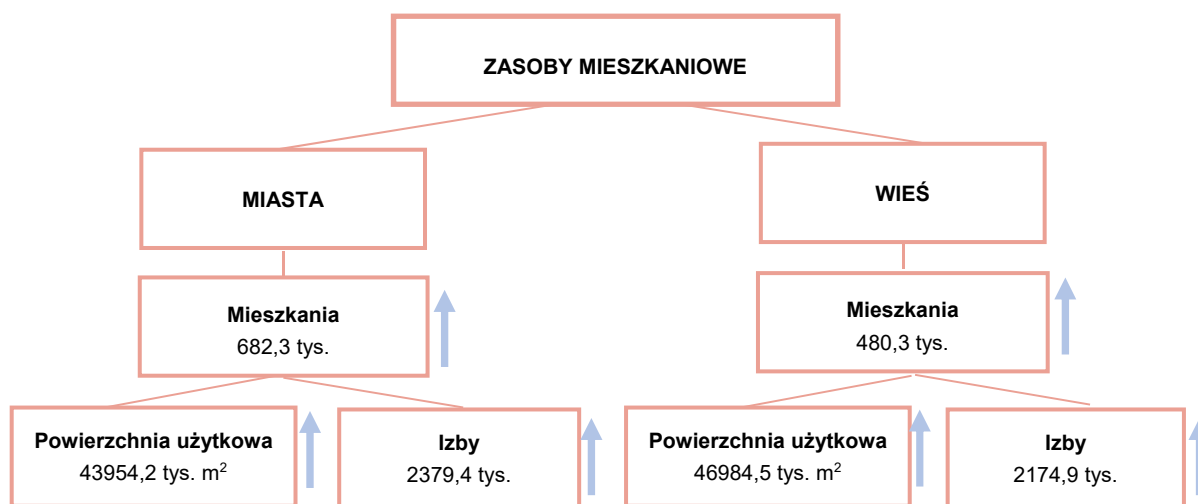 ZASOBY MIESZKANIOWE
MIASTA
WIEŚ
Mieszkania
682,3 tys.
Mieszkania
480,3 tys.
Powierzchnia użytkowa
43954,2 tys. m²
Izby
2379,4 tys.
Powierzchnia użytkowa
46984,5 tys. m²
Izby
2174,9 tys.